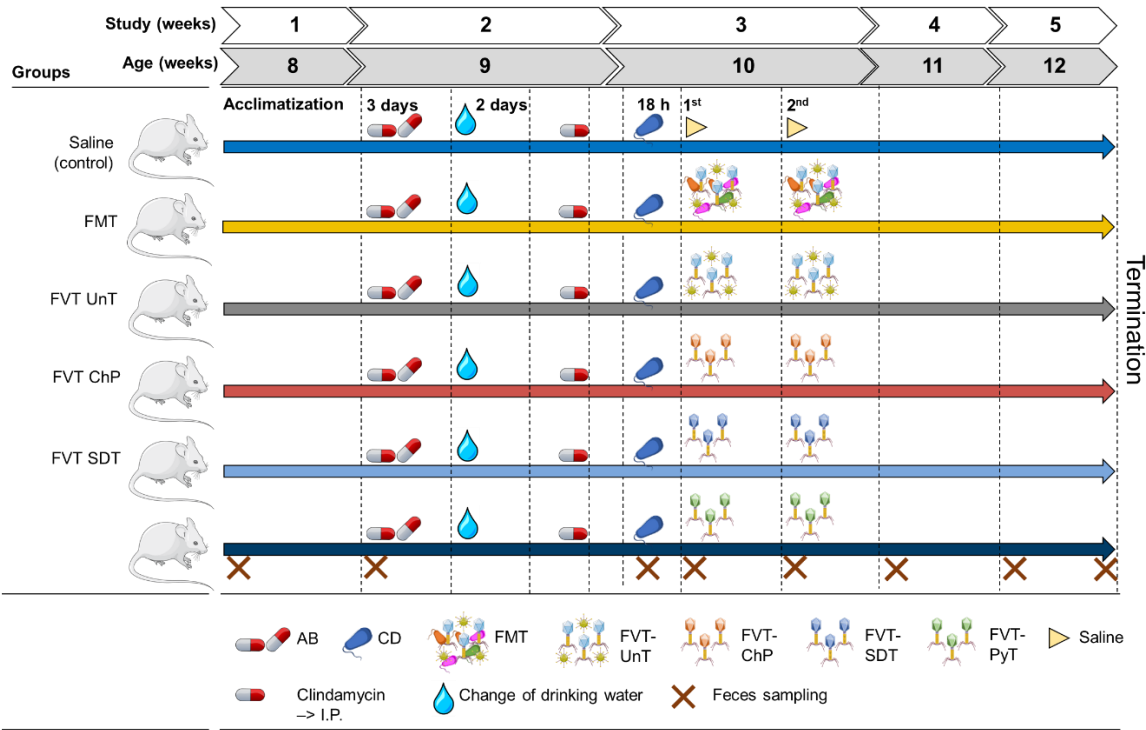 Study (weeks) 1 2 3 4 5
Groups Age (weeks) 8 9 10 11 12
Acclimatization 3 days 2 days 18 h 1st 2nd
Saline
(control)
FMT
FVT UnT
FVT ChP
FVT SDT
Termination
AB CD FMT FVT-
UnT FVT-
ChP FVT-
SDT FVT-
PyT Saline
Clindamycin
–> I.P. Change of drinking water Feces sampling